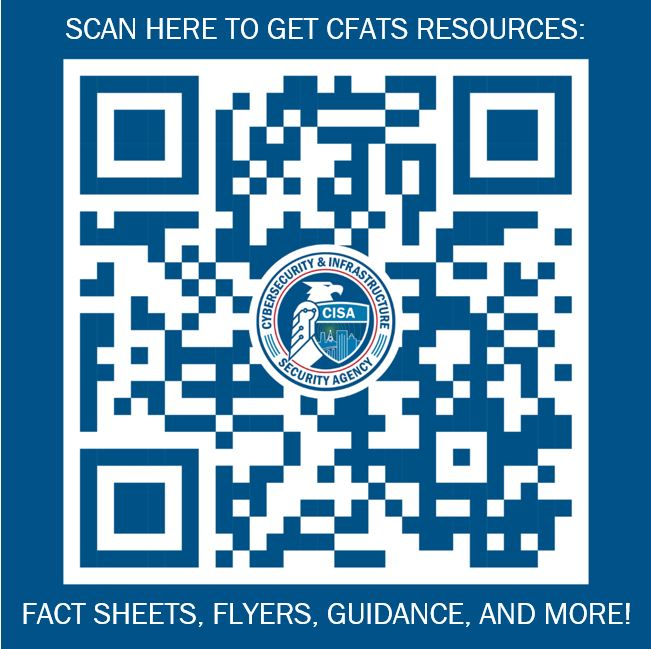 SCAN HERE TO GET CFATS RESOURCES:
CYBERSECURITY & INFRASTRUCTURE
CISA
SECURITY AGENCY
FACT SHEETS, FLYERS, GUIDANCE, AND MORE!